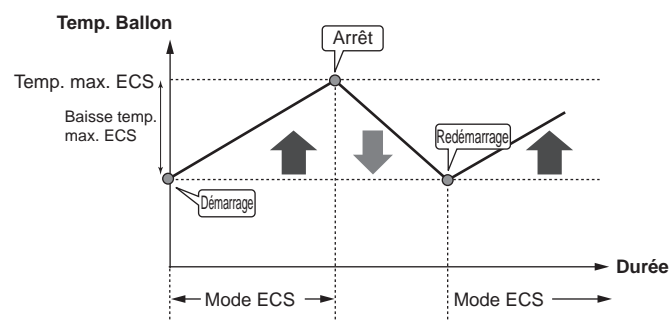 Temp. Ballon
Arrêt
Temp. max. ECS
Baisse temp.
max. ECS
Redémarrage
Démarrage
Durée
Mode ECS
Mode ECS